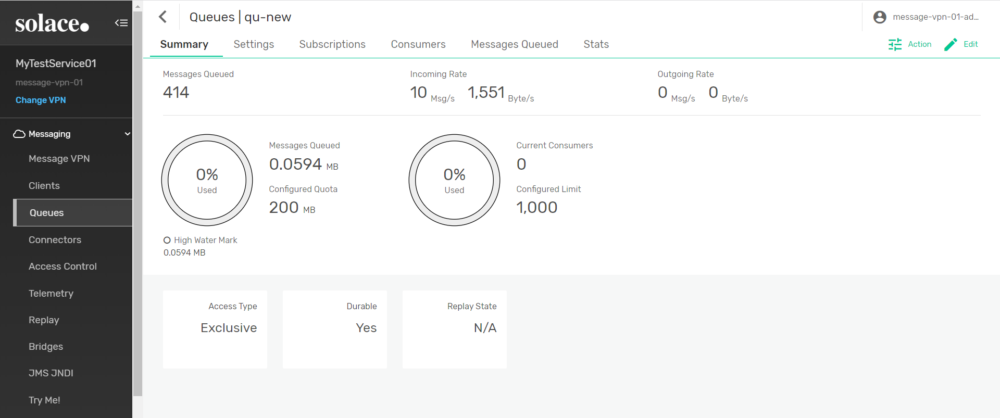 solace.
MyTestService01
message-vpn-01
Change VPN
Messaging
Message VPN
Clients
Queues
Connectors
Access Control
Telemetry
Replay
Bridges
JMS JNDI
Try Me!
Queues | qu-new
message-vpn-01-ad...
Summary Settings Subscriptions Consumers Messages Queued Stats
Action Edit
Messages Queued
414
Incoming Rate
10 Msg/s 1,551 Byte/s
Outgoing Rate
0 Msg/s 0 Byte/s
0%
Used
Messages Queued
0.0594 MB
Configured Quota
200 MB
High Water Mark
0.0594 MB
0%
Used
Current Consumers
0
Configured Limit
1,000
Access Type
Exclusive
Durable
Yes
Replay State
N/A